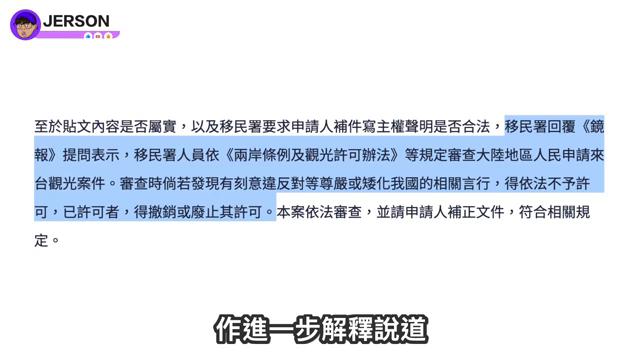 JERSON
至於貼文內容是否屬實，以及移民署要求申請人補件寫主權聲明是否合法，移民署回覆《鏡
報》提問表示，移民署人員依《兩岸條例及觀光許可辦法》等規定審查大陸地區人民申請來
台觀光案件。審查時倘若發現有刻意違反對等尊嚴或矮化我國的相關言行，得依法不予許
可，已許可者，得撤銷或廢止其許可。本案依法審查，並請申請人補正文件，符合相關規
定。
作進一步解釋說道